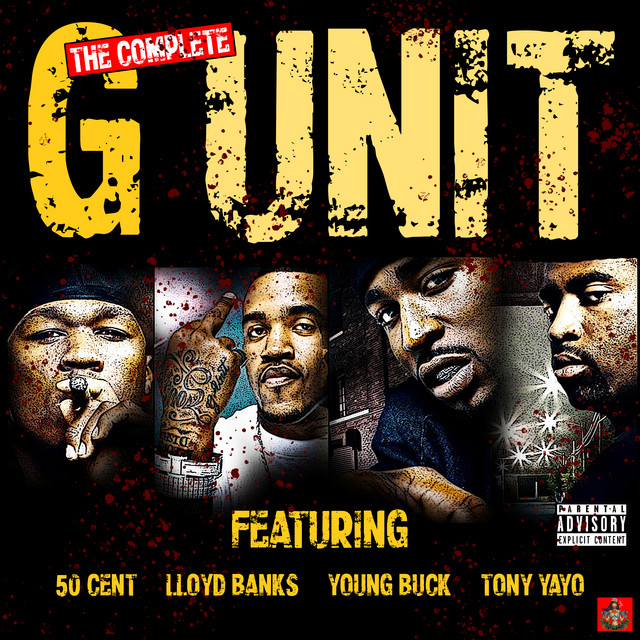 THE COMPLETE
G UNIT
FEATURING
50 CENT LLOYD BANKS YOUNG BUCK TONY YAYO
PARENTAL
ADVISORY
EXPLICIT CONTENT